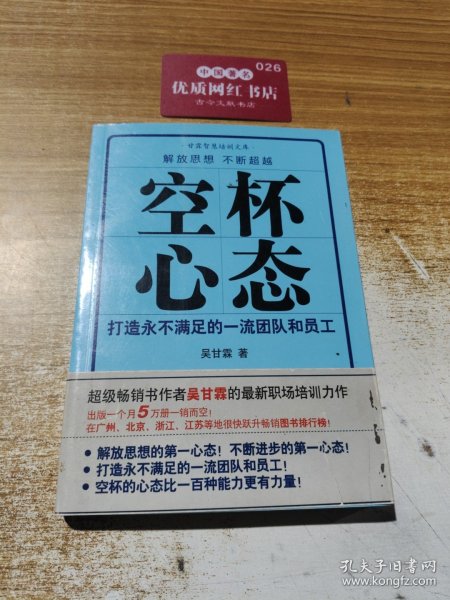 中国著名
026
优质网红书店
古今文献书店
·甘霖智慧培训文库·
解放思想 不断超越
空杯
心态
打造永不满足的一流团队和员工
吴甘霖 著
超级畅销书作者吴甘霖的最新职场培训力作
出版一个月5万册一销而空!
在广州、北京、浙江、江苏等地很快跃升畅销图书排行榜!
● 解放思想的第一心态! 不断进步的第一心态!
● 打造永不满足的一流团队和员工!
● 空杯的心态比一百种能力更有力量!
孔夫子旧书网
www.kongfz.com